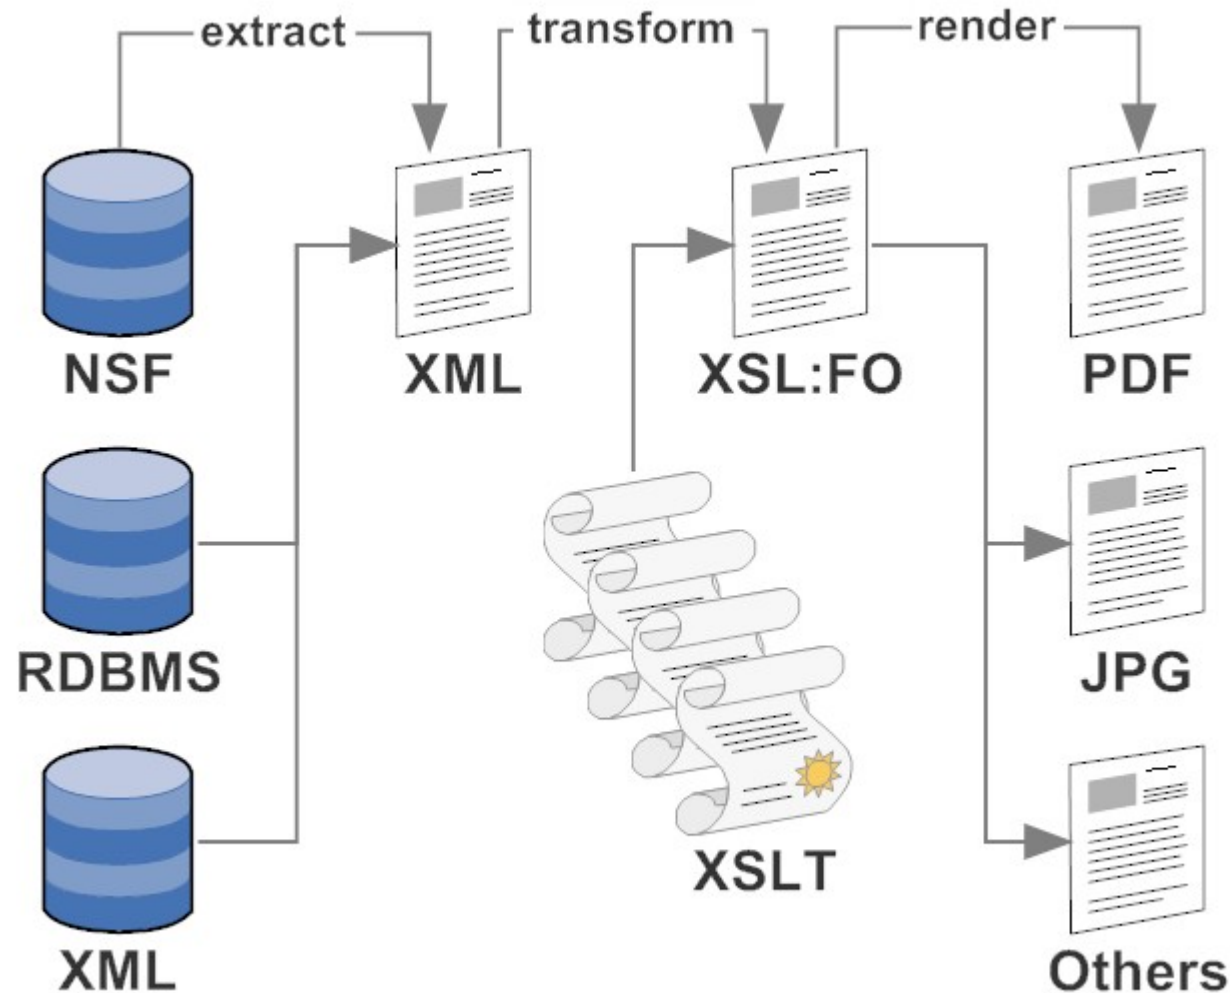 extract
transform
render
NSF
XML
XSL:FO
PDF
RDBMS
JPG
XSLT
XML
Others